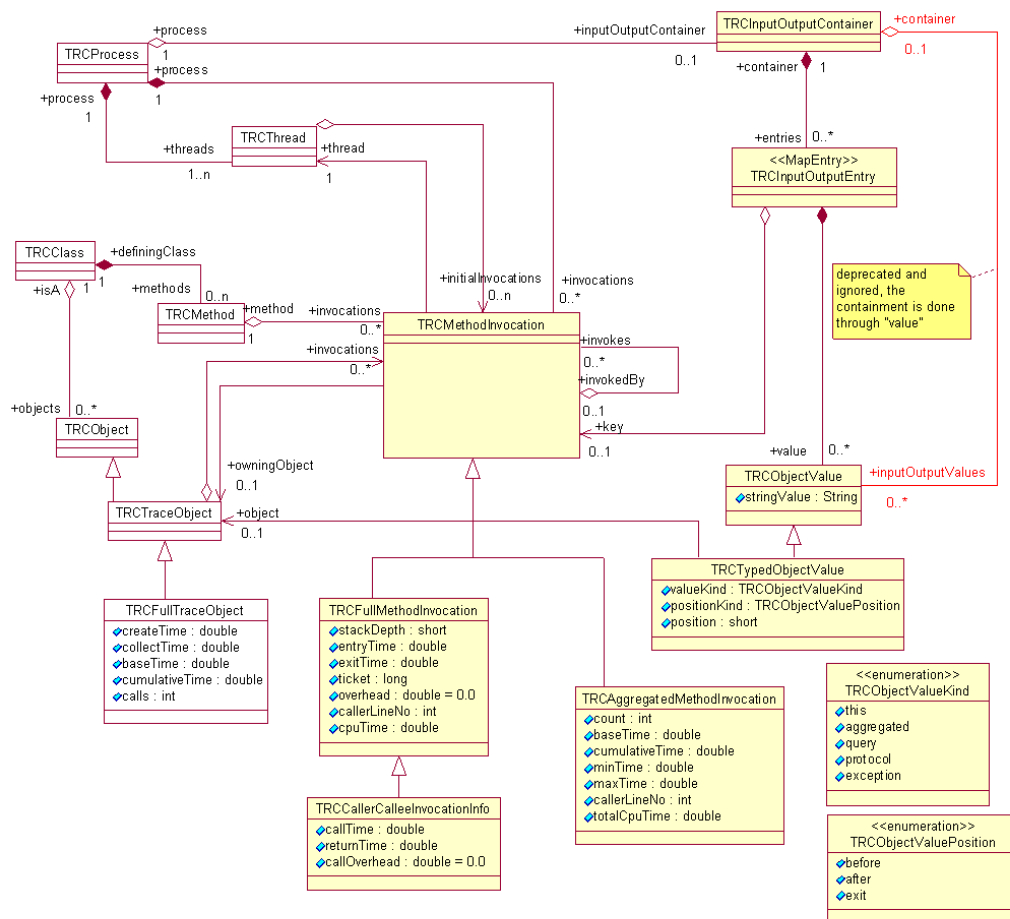 +process
1
TRCProcess
+process
1
+process
1
+inputOutputContainer
0..1
TRCInputOutputContainer
+container
0..1
+container
1
+entries
0..*
<<MapEntry>>
TRCInputOutputEntry
TRCThread
+threads
1..n
+thread
1
TRCClass
+definingClass
1
1
+isA
+methods
0..n
TRCMethod
+method
1
+invocations
0..*
+initialInvocations
0..n
+invocations
0..*
TRCMethodInvocation
+invokes
0..*
+invokedBy
0..1
+key
0..1
deprecated and
ignored, the
containment is done
through "value"
+invocations
0..*
+objects
0..*
TRCObject
+owningObject
0..1
+value
0..*
TRCObjectValue
stringValue : String
+inputOutputValues
0..*
TRCTraceObject
+object
0..1
TRCTypedObjectValue
valueKind : TRCObjectValueKind
positionKind : TRCObjectValuePosition
position : short
TRCFullTraceObject
createTime : double
collectTime : double
baseTime : double
cumulativeTime : double
calls : int
TRCFullMethodInvocation
stackDepth : short
entryTime : double
exitTime : double
ticket : long
overhead : double = 0.0
callerLineNo : int
cpuTime : double
TRCAggregatedMethodInvocation
count : int
baseTime : double
cumulativeTime : double
minTime : double
maxTime : double
callerLineNo : int
totalCpuTime : double
<<enumeration>>
TRCObjectValueKind
this
aggregated
query
protocol
exception
TRCCallerCalleeInvocationInfo
callTime : double
returnTime : double
callOverhead : double = 0.0
<<enumeration>>
TRCObjectValuePosition
before
after
exit